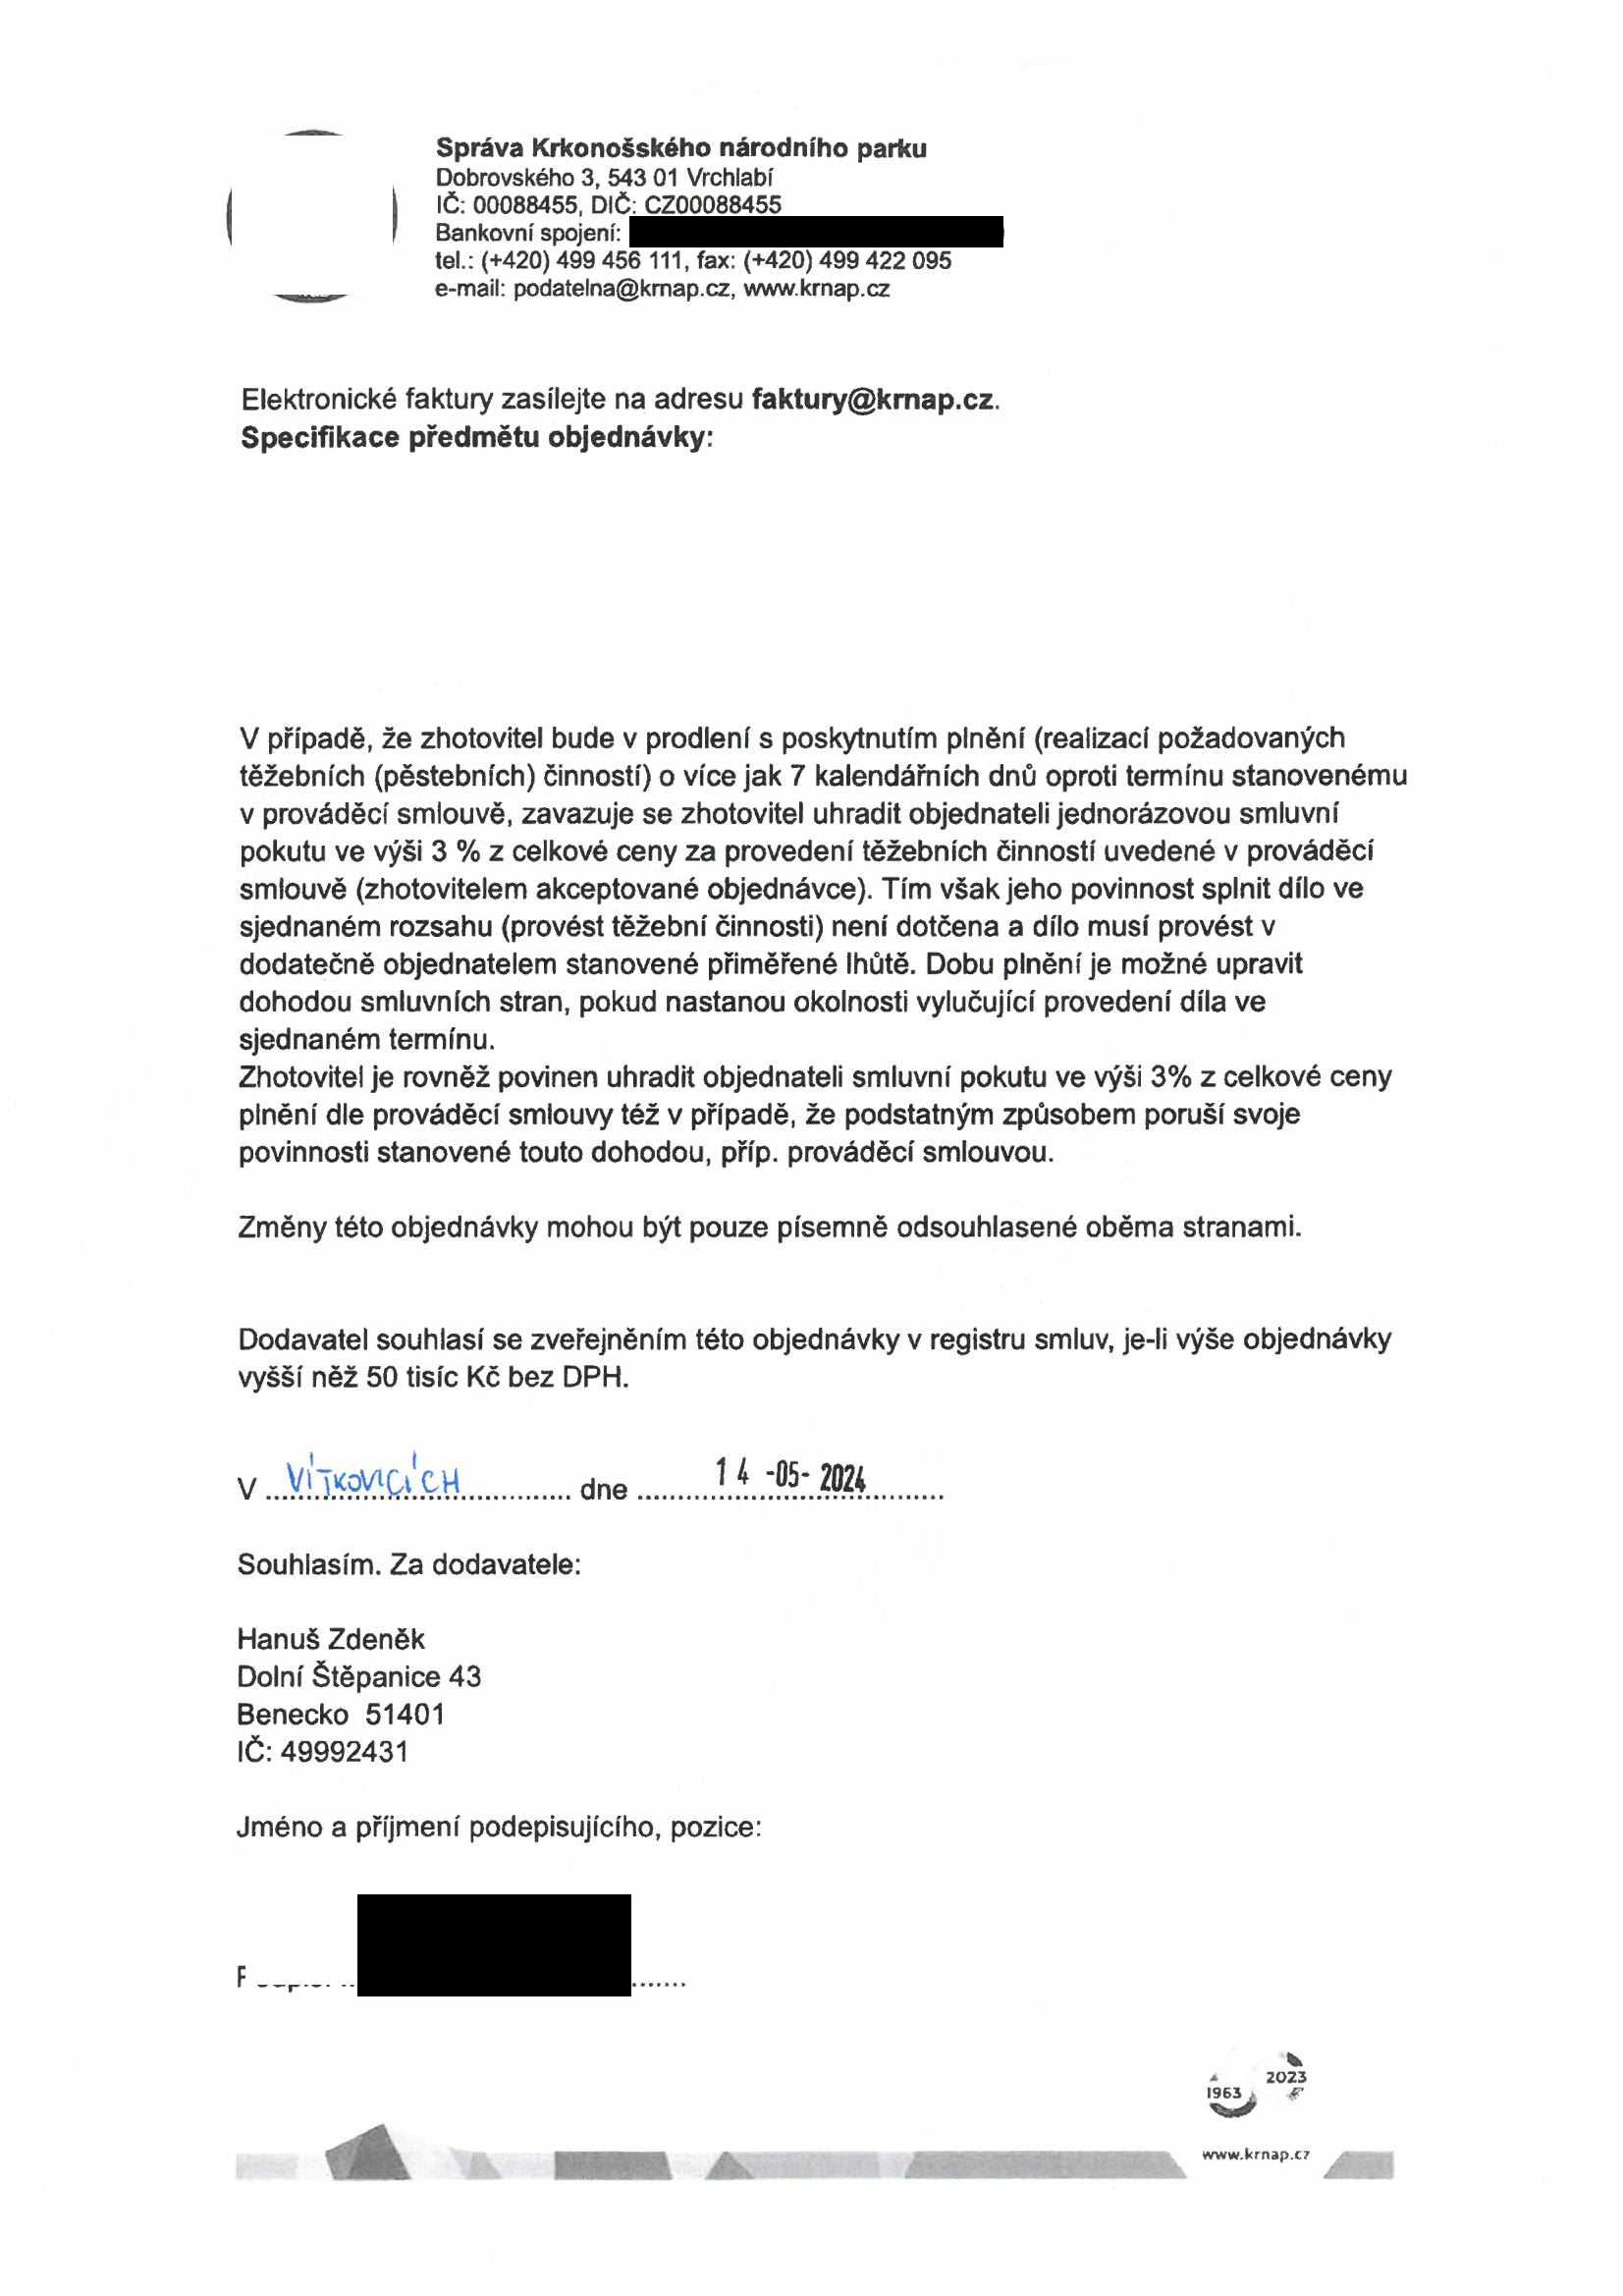 Správa Krkonošského národního parku
Dobrovského 3, 543 01 Vrchlabí
IČ: 00088455, DIČ: CZ00088455
Bankovní spojení:
tel.: (+420) 499 456 111, fax: (+420) 499 422 095
e-mail: podatelna@krnap.cz, www.krnap.cz
Elektronické faktury zasílejte na adresu faktury@krnap.cz.
Specifikace předmětu objednávky:
V případě, že zhotovitel bude v prodlení s poskytnutím plnění (realizací požadovaných
těžebních (pěstebních) činností) o více jak 7 kalendářních dnů oproti termínu stanovenému
v prováděcí smlouvě, zavazuje se zhotovitel uhradit objednateli jednorázovou smluvní
pokutu ve výši 3 % z celkové ceny za provedení těžebních činností uvedené v prováděcí
smlouvě (zhotovitelem akceptované objednávce). Tím však jeho povinnost splnit dílo ve
sjednaném rozsahu (provést těžební činnosti) není dotčena a dílo musí provést v
dodatečně objednatelem stanovené přiměřené lhůtě. Dobu plnění je možné upravit
dohodou smluvních stran, pokud nastanou okolnosti vylučující provedení díla ve
sjednaném termínu.
Zhotovitel je rovněž povinen uhradit objednateli smluvní pokutu ve výši 3% z celkové ceny
plnění dle prováděcí smlouvy též v případě, že podstatným způsobem poruší svoje
povinnosti stanovené touto dohodou, příp. prováděcí smlouvou.
Změny této objednávky mohou být pouze písemně odsouhlasené oběma stranami.
Dodavatel souhlasí se zveřejněním této objednávky v registru smluv, je-li výše objednávky
vyšší něž 50 tisíc Kč bez DPH.
V VÍTKOVICÍCH dne 14 -05- 2024
Souhlasím. Za dodavatele:
Hanuš Zdeněk
Dolní Štěpanice 43
Benecko 51401
IČ: 49992431
Jméno a příjmení podepisujícího, pozice:
2023
1963
www.krnap.cz